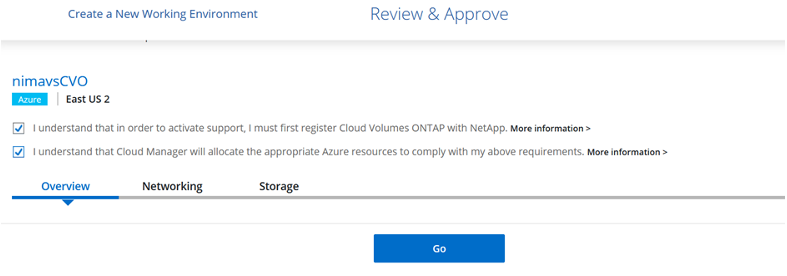 Create a New Working Environment
Review & Approve
nimavsCVO
Azure East US 2
I understand that in order to activate support, I must first register Cloud Volumes ONTAP with NetApp. More information >
I understand that Cloud Manager will allocate the appropriate Azure resources to comply with my above requirements. More information >
Overview Networking Storage
Go